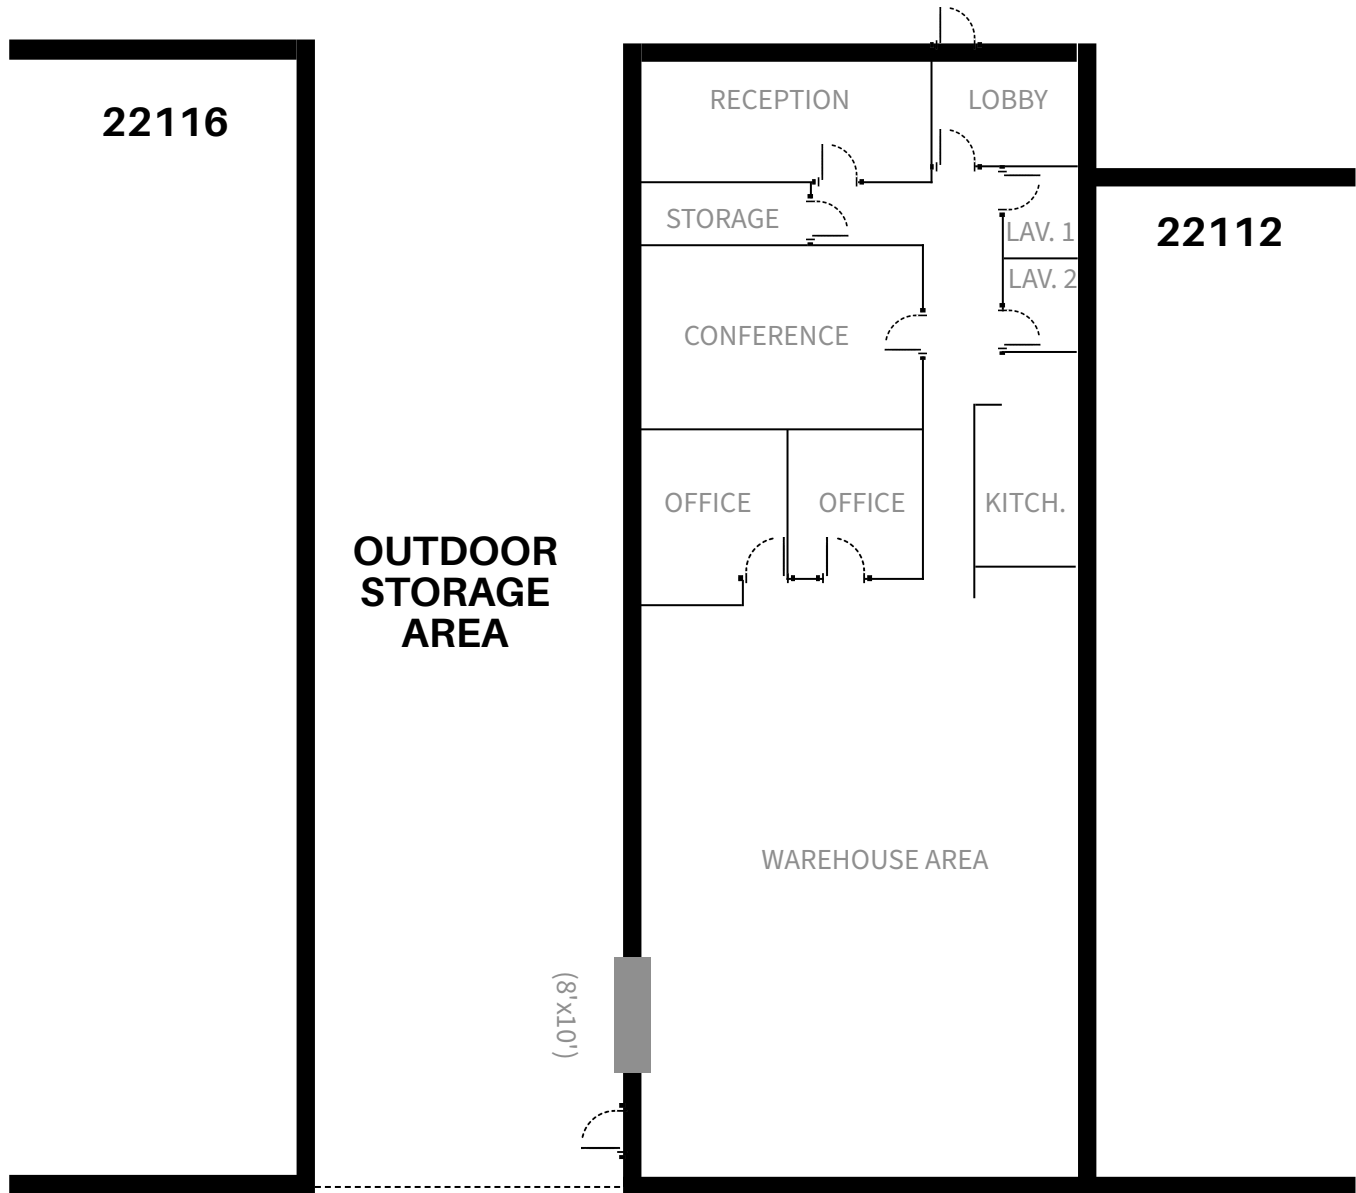 22116
RECEPTION
LOBBY
STORAGE
LAV. 1
22112
LAV. 2
CONFERENCE
OFFICE
OFFICE
KITCH.
OUTDOOR
STORAGE
AREA
WAREHOUSE AREA
(8'x10')